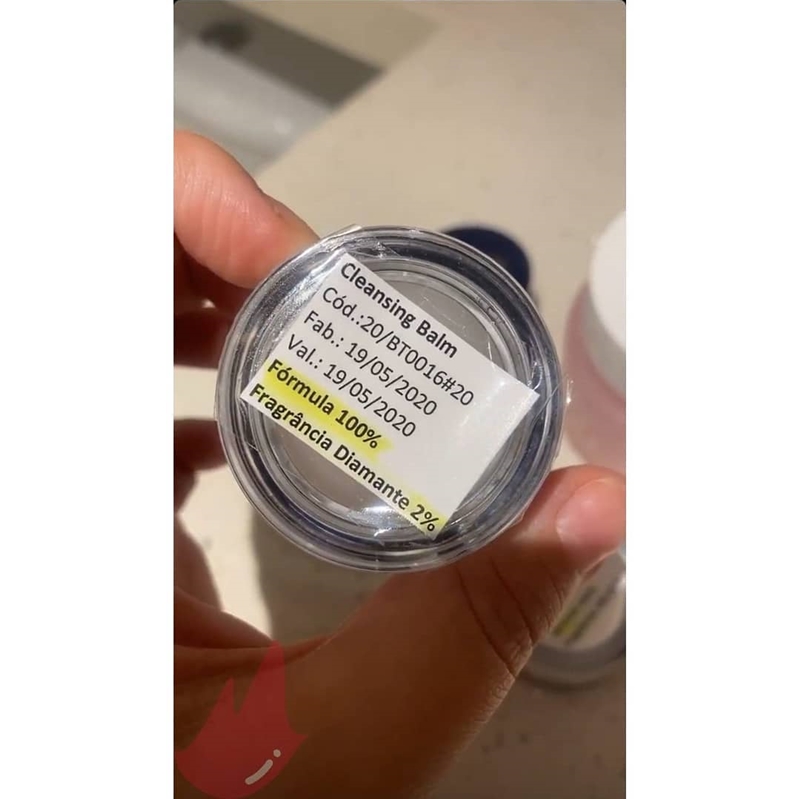 Cleansing Balm
Cód.:20/BT0016#20
Fab.: 19/05/2020
Val.: 19/05/2020
Fórmula 100%
Fragrância Diamante 2%